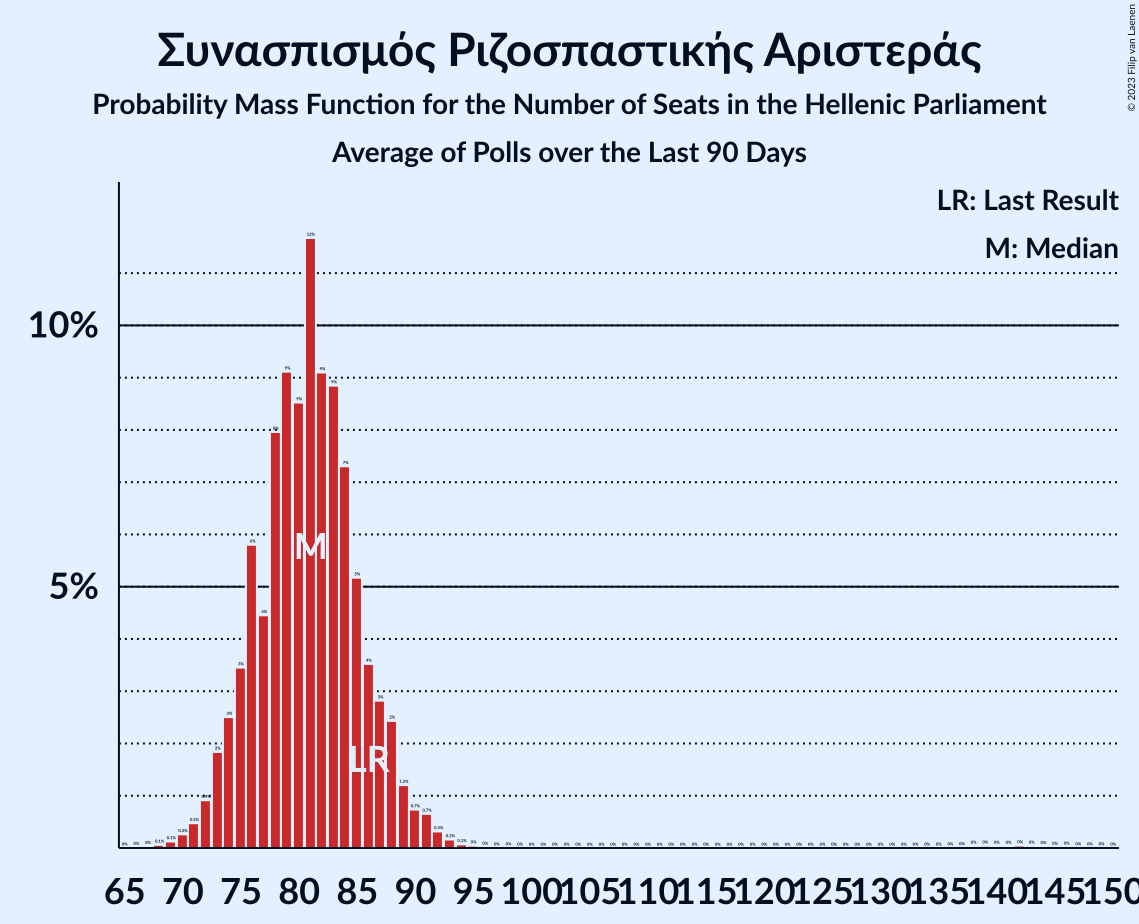 Συνασπισμός Ριζοσπαστικής Αριστεράς
Probability Mass Function for the Number of Seats in the Hellenic Parliament
Average of Polls over the Last 90 Days
© 2023 Filip van Laenen
LR: Last Result
M: Median
10%
5%
M
LR
65 70 75 80 85 90 95 100 105 110 115 120 125 130 135 140 145 150